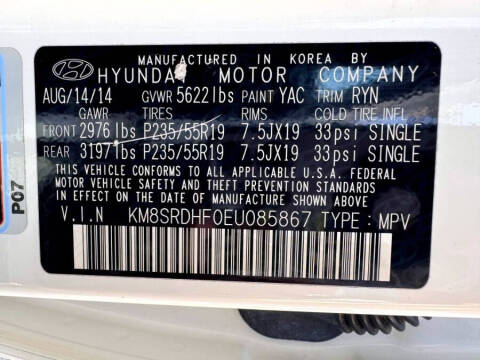 MANUFACTURED IN KOREA BY
HYUNDAI MOTOR COMPANY
AUG/14/14 GVWR 5622lbs PAINT YAC TRIM RYN
GAWR TIRES RIMS COLD TIRE INFL
FRONT 2976 lbs P235/55R19 7.5JX19 33psi SINGLE
REAR 3197lbs P235/55R19 7.5JX19 33psi SINGLE
THIS VEHICLE CONFORMS TO ALL APPLICABLE U.S.A. FEDERAL
MOTOR VEHICLE SAFETY AND THEFT PREVENTION STANDARDS
IN EFFECT ON THE DATE OF MANUFACTURE SHOWN ABOVE.
V.I.N KM8SRDHF0EU085867 TYPE : MPV
P07